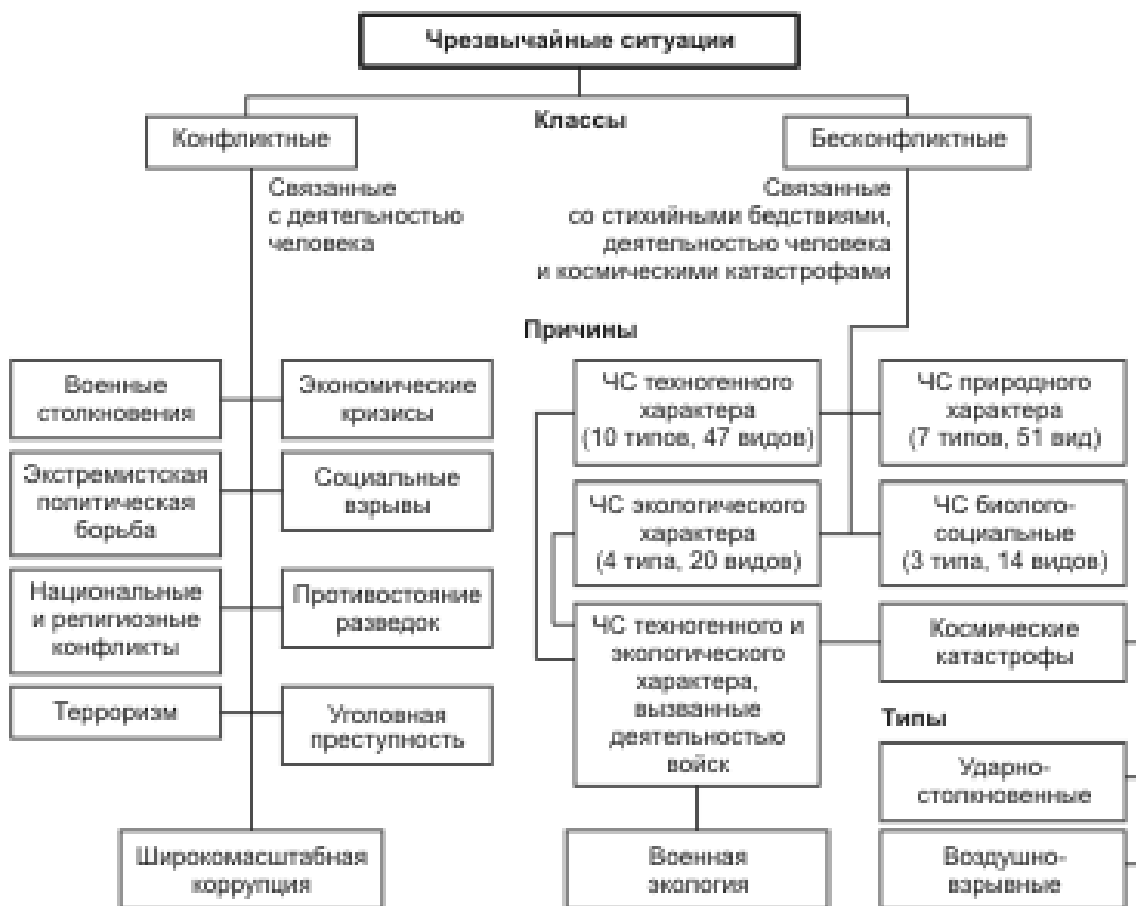 Чрезвычайные ситуации
Классы
Конфликтные
Бесконфликтные
Связанные
с деятельностью
человека
Связанные
со стихийными бедствиями,
деятельностью человека
и космическими катастрофами
Причины
Военные
столкновения
Экономические
кризисы
Экстремистская
политическая
борьба
Социальные
взрывы
Национальные
и религиозные
конфликты
Противостояние
разведок
Терроризм
Уголовная
преступность
Широкомасштабная
коррупция
ЧС техногенного
характера
(10 типов, 47 видов)
ЧС природного
характера
(7 типов, 51 вид)
ЧС экологического
характера
(4 типа, 20 видов)
ЧС биолого-
социальные
(3 типа, 14 видов)
ЧС техногенного и
экологического
характера,
вызванные
деятельностью
войск
Космические
катастрофы
Типы
Ударно-
столкновенные
Военная
экология
Воздушно-
взрывные